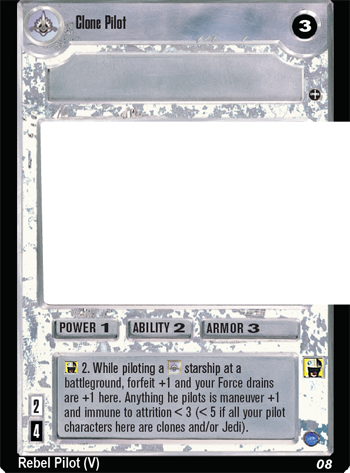 Clone Pilot
3
POWER 1 ABILITY 2 ARMOR 3
2. While piloting a starship at a
battleground, forfeit +1 and your Force drains
are +1 here. Anything he pilots is maneuver +1
and immune to attrition < 3 (< 5 if all your pilot
characters here are clones and/or Jedi).
2
4
Rebel Pilot (V)
08